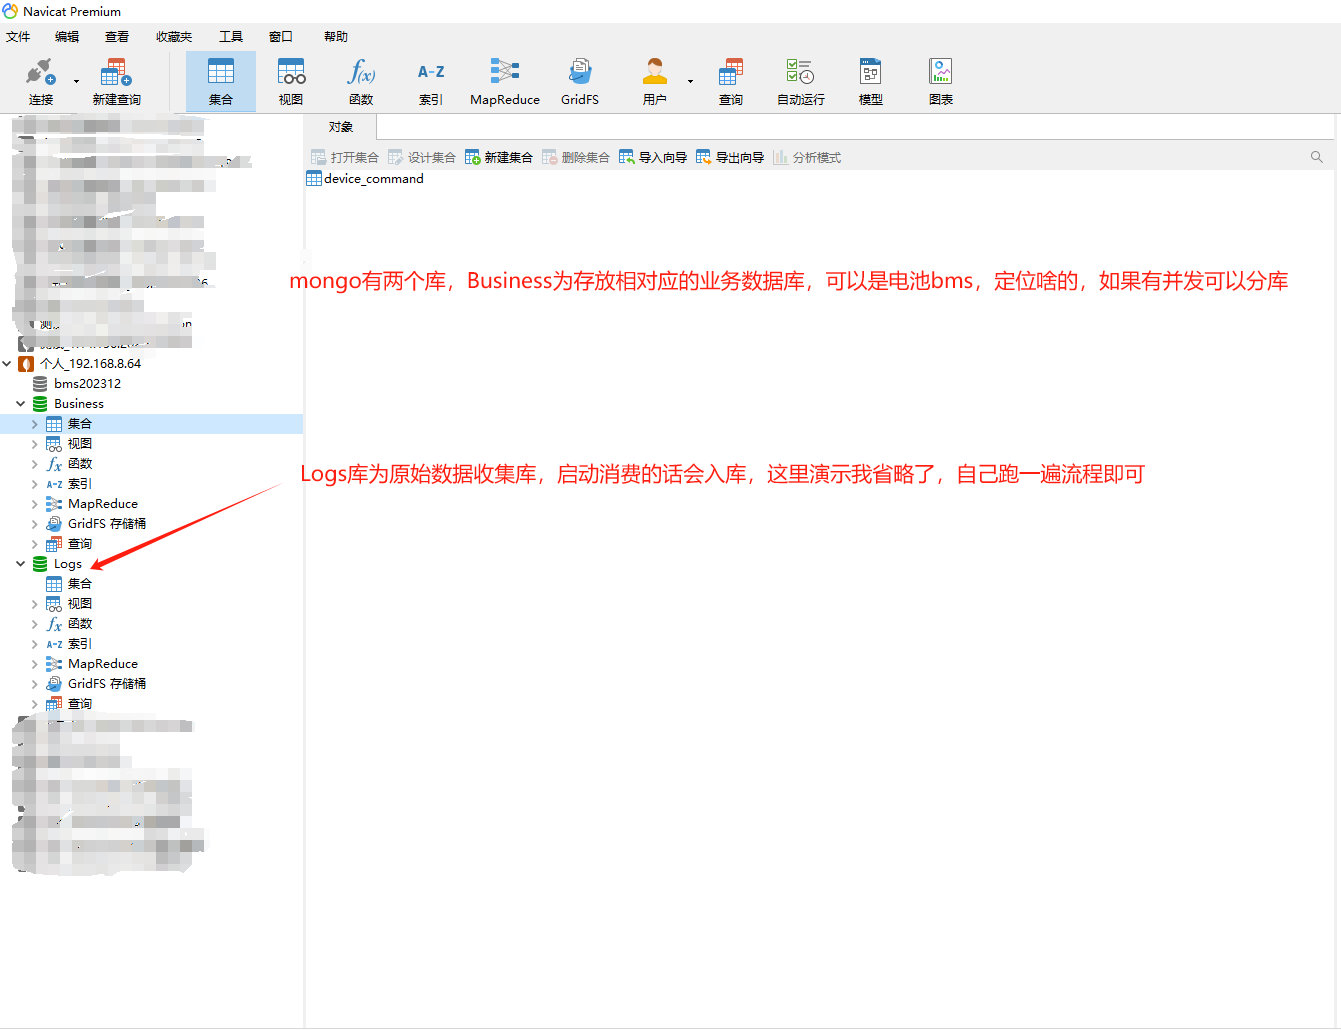 Navicat Premium
文件 编辑 查看 收藏夹 工具 窗口 帮助
连接 新建查询 集合 视图 函数 索引 MapReduce GridFS 用户 查询 自动运行 模型 图表
对象
打开集合 设计集合 新建集合 删除集合 导入向导 导出向导 分析模式
device_command
mongo有两个库，Business为存放相对应的业务数据库，可以是电池bms，定位啥的，如果有并发可以分库
个人_192.168.8.64
bms202312
Business
集合
视图
函数
Logs库为原始数据收集库，启动消费的话会入库，这里演示我省略了，自己跑一遍流程即可
索引
MapReduce
GridFS 存储桶
查询
Logs
集合
视图
函数
索引
MapReduce
GridFS 存储桶
查询